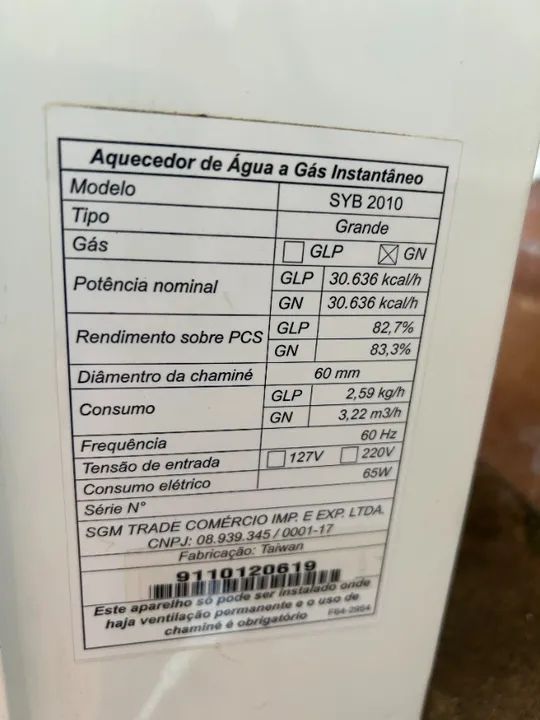 Aquecedor de Água a Gás Instantâneo
Modelo SYB 2010
Tipo Grande
Gás GLP GN
Potência nominal GLP 30.636 kcal/h
GN 30.636 kcal/h
Rendimento sobre PCS GLP 82,7%
GN 83,3%
Diâmentro da chaminé 60 mm
Consumo GLP 2,59 kg/h
GN 3,22 m3/h
Frequência 60 Hz
Tensão de entrada 127V 220V
Consumo elétrico 65W
Série N°
SGM TRADE COMÉRCIO IMP. E EXP. LTDA.
CNPJ: 08.939.345 / 0001-17
Fabricação: Taiwan
9110120619
Este aparelho só pode ser instalado onde
haja ventilação permanente e o uso de
chaminé é obrigatório